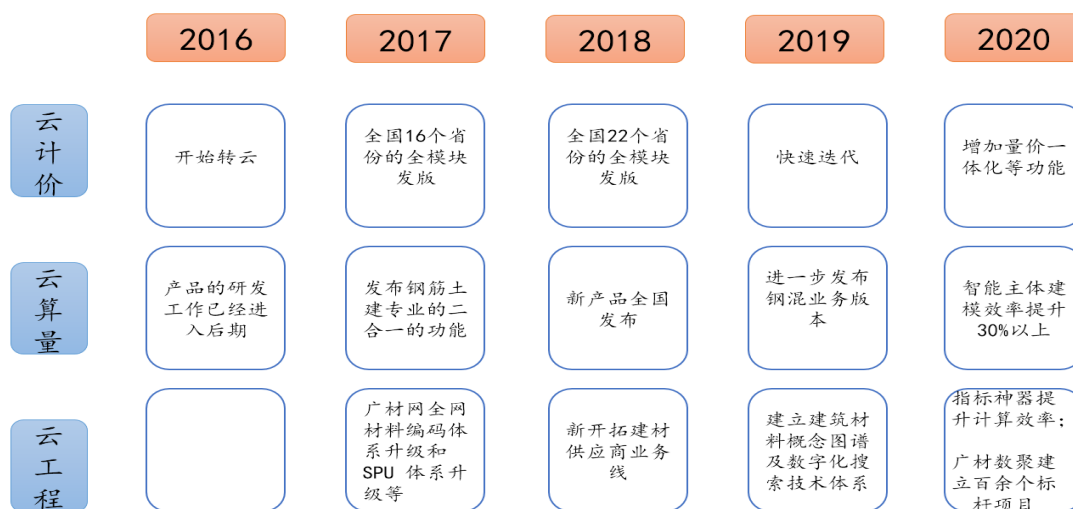 2016
2017
2018
2019
2020
云
计
价
开始转云
全国16个省
份的全模块
发版
全国22个省
份的全模块
发版
快速迭代
增加量价一
体化等功能
云
算
量
产品的研发
工作已经进
入后期
发布钢筋土
建专业的二
合一的功能
新产品全国
发布
进一步发布
钢混业务版
本
智能主体建
模效率提升
30%以上
云
工
程
广材网全网
材料编码体
系升级和
SPU 体系升
级等
新开拓建材
供应商业务
线
建立建筑材
料概念图谱
及数字化搜
索技术体系
指标神器提
升计算效率；
广材数聚建
立百余个标
杆项目